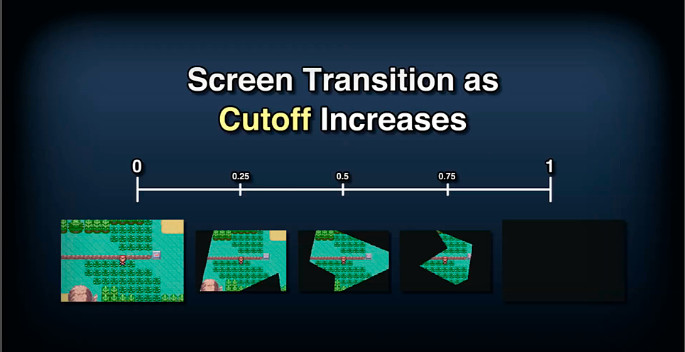 Screen Transition as
Cutoff Increases
0 0.25 0.5 0.75 1